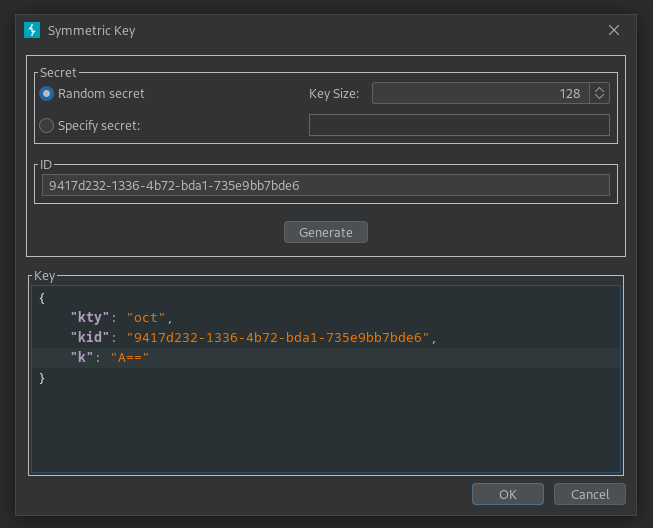 Symmetric Key
Secret
Random secret
Key Size:
128
Specify secret:
ID
9417d232-1336-4b72-bda1-735e9bb7bde6
Generate
Key
{
"kty": "oct",
"kid": "9417d232-1336-4b72-bda1-735e9bb7bde6",
"k": "A=="
}
OK
Cancel